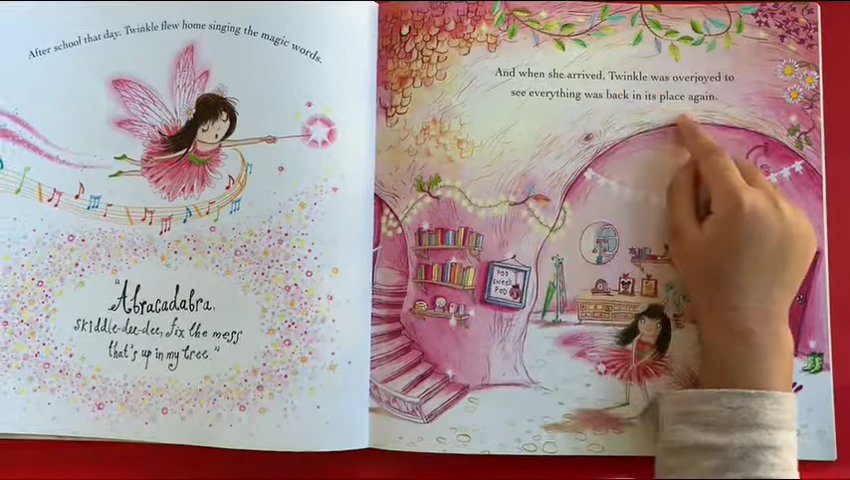 After school that day, Twinkle flew home singing the magic words.
"Abracadabra,
skiddle-dee-dee, fix the mess
that's up in my tree."
And when she arrived, Twinkle was overjoyed to
see everything was back in its place again.
POD
SWEET
POD